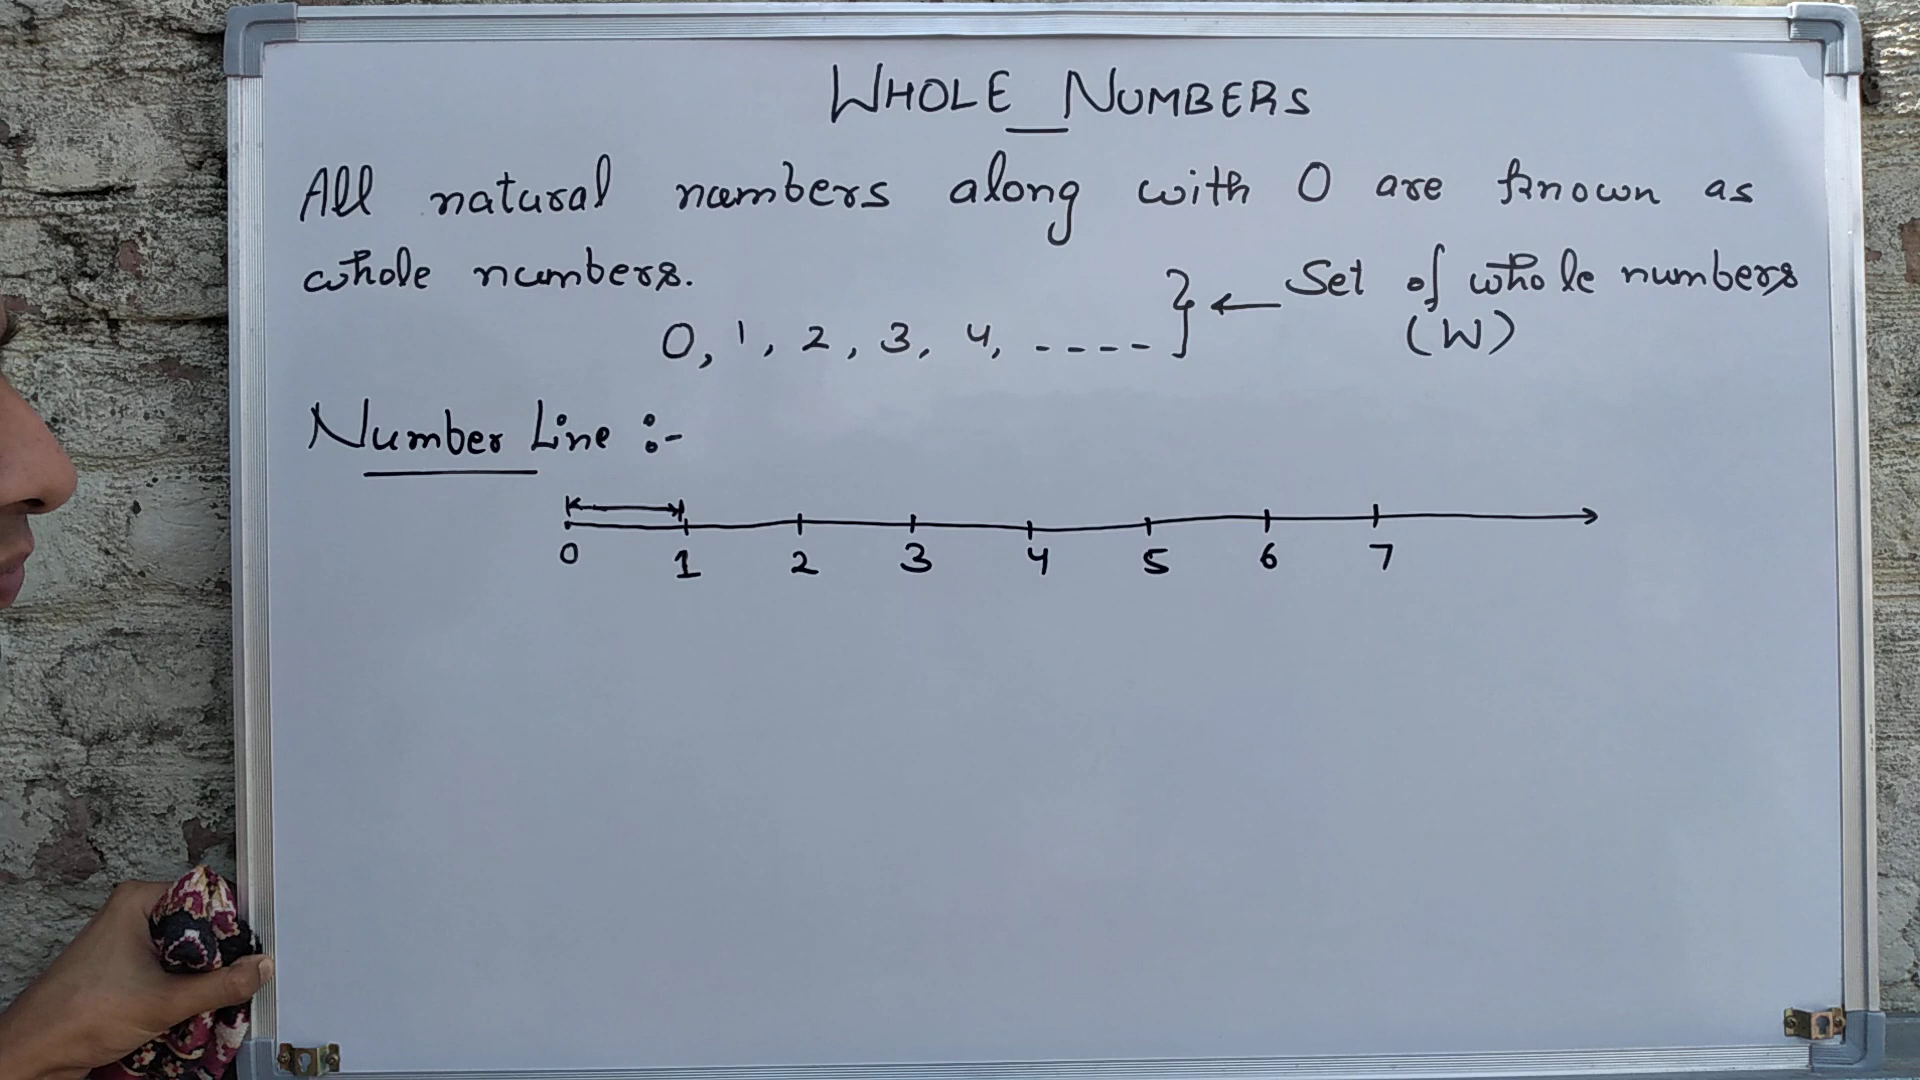 WHOLE NUMBERS
All natural numbers along with 0 are known as
whole numbers.
0, 1, 2, 3, 4, ---- } ← Set of whole numbers
(W)
Number Line :-
0 1 2 3 4 5 6 7